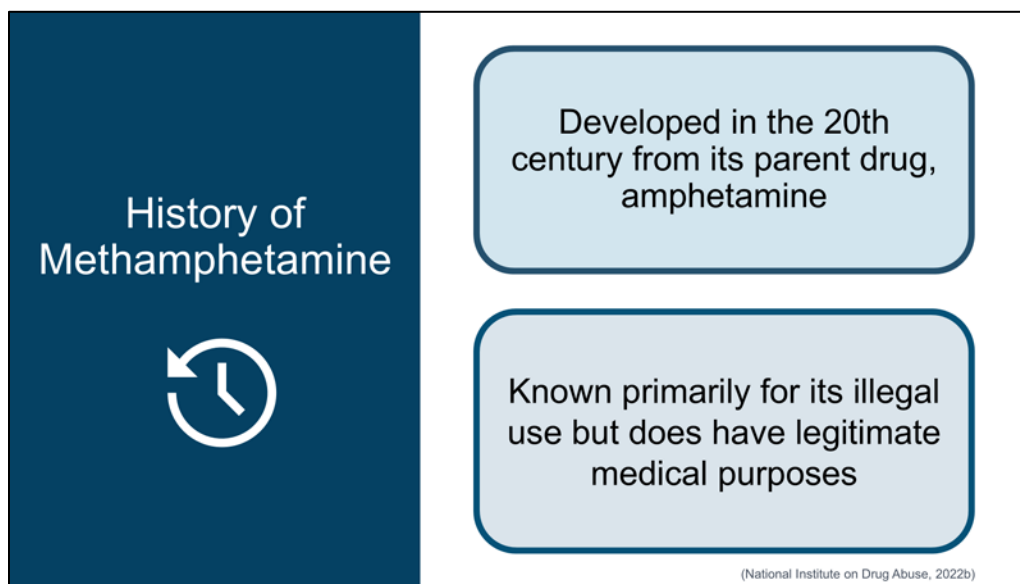 History of
Methamphetamine
Developed in the 20th
century from its parent drug,
amphetamine
Known primarily for its illegal
use but does have legitimate
medical purposes
(National Institute on Drug Abuse, 2022b)